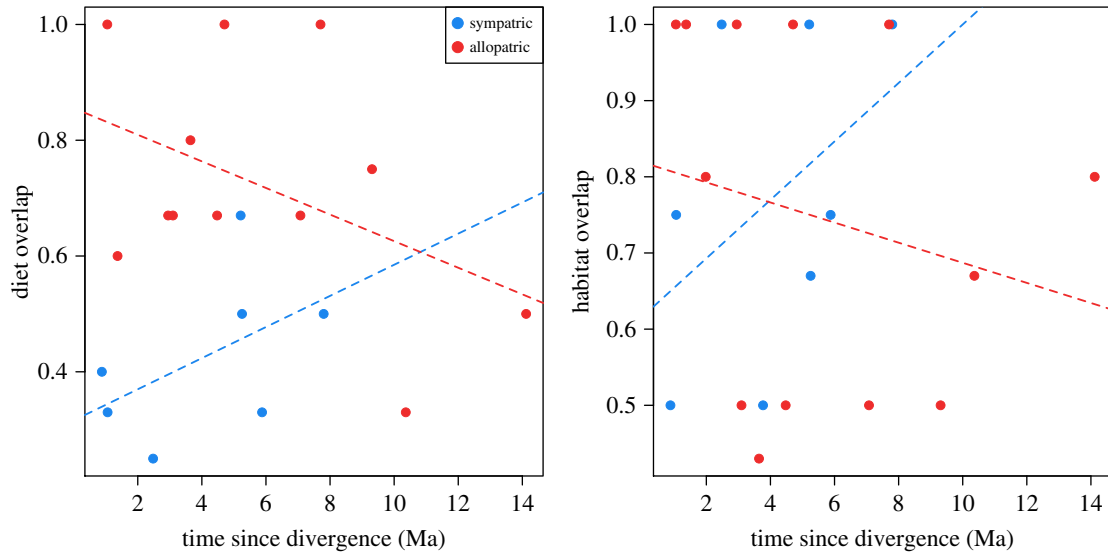 1.0
0.8
0.6
0.4
diet overlap
2 4 6 8 10 12 14
time since divergence (Ma)
sympatric
allopatric
1.0
0.9
0.8
0.7
0.6
0.5
habitat overlap
2 4 6 8 10 12 14
time since divergence (Ma)